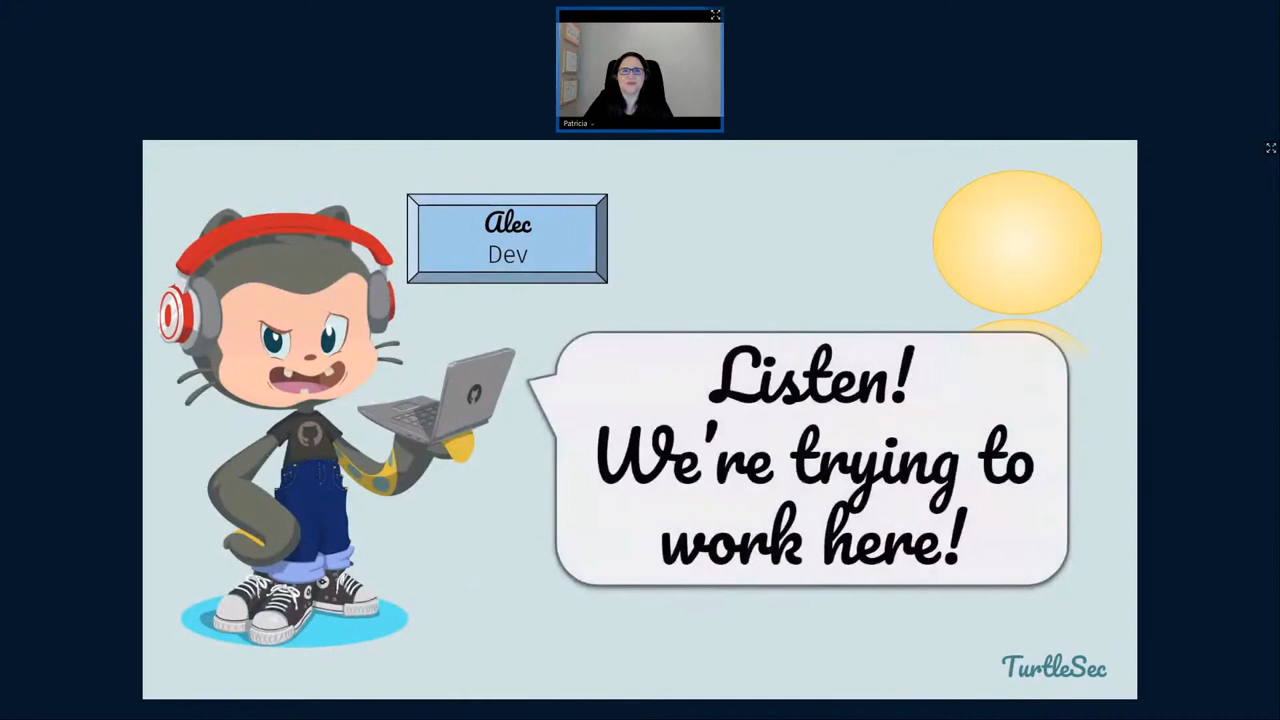 Patricia
Alec
Dev
Listen!
We're trying to
work here!
TurtleSec